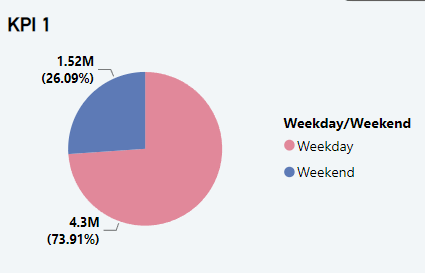 KPI 1
1.52M
(26.09%)
Weekday/Weekend
Weekday
Weekend
4.3M
(73.91%)